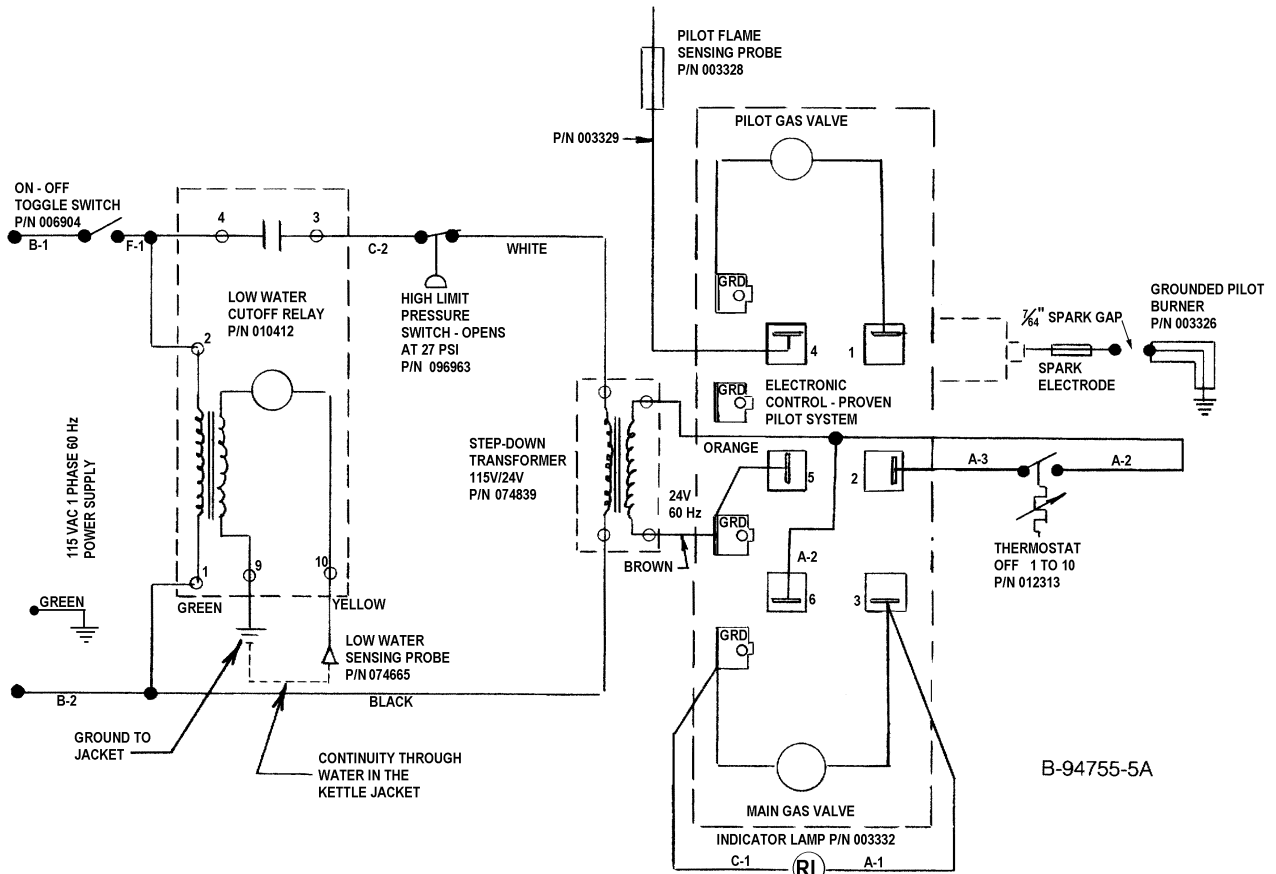 PILOT FLAME
SENSING PROBE
P/N 003328
P/N 003329
PILOT GAS VALVE
ON - OFF
TOGGLE SWITCH
P/N 006904
B-1
F-1
4
3
C-2
WHITE
LOW WATER
CUTOFF RELAY
P/N 010412
HIGH LIMIT
PRESSURE
SWITCH - OPENS
AT 27 PSI
P/N 096963
GRD
7/64" SPARK GAP
GROUNDED PILOT
BURNER
P/N 003326
2
4
1
SPARK
ELECTRODE
GRD
ELECTRONIC
CONTROL - PROVEN
PILOT SYSTEM
STEP-DOWN
TRANSFORMER
115V/24V
P/N 074839
ORANGE
A-3
A-2
5
2
24V
60 Hz
GRD
115 VAC 1 PHASE 60 Hz
POWER SUPPLY
BROWN
A-2
THERMOSTAT
OFF 1 TO 10
P/N 012313
1
9
10
GREEN
GREEN
YELLOW
6
3
GRD
LOW WATER
SENSING PROBE
P/N 074665
B-2
BLACK
GROUND TO
JACKET
CONTINUITY THROUGH
WATER IN THE
KETTLE JACKET
B-94755-5A
MAIN GAS VALVE
INDICATOR LAMP P/N 003332
C-1
RI
A-1